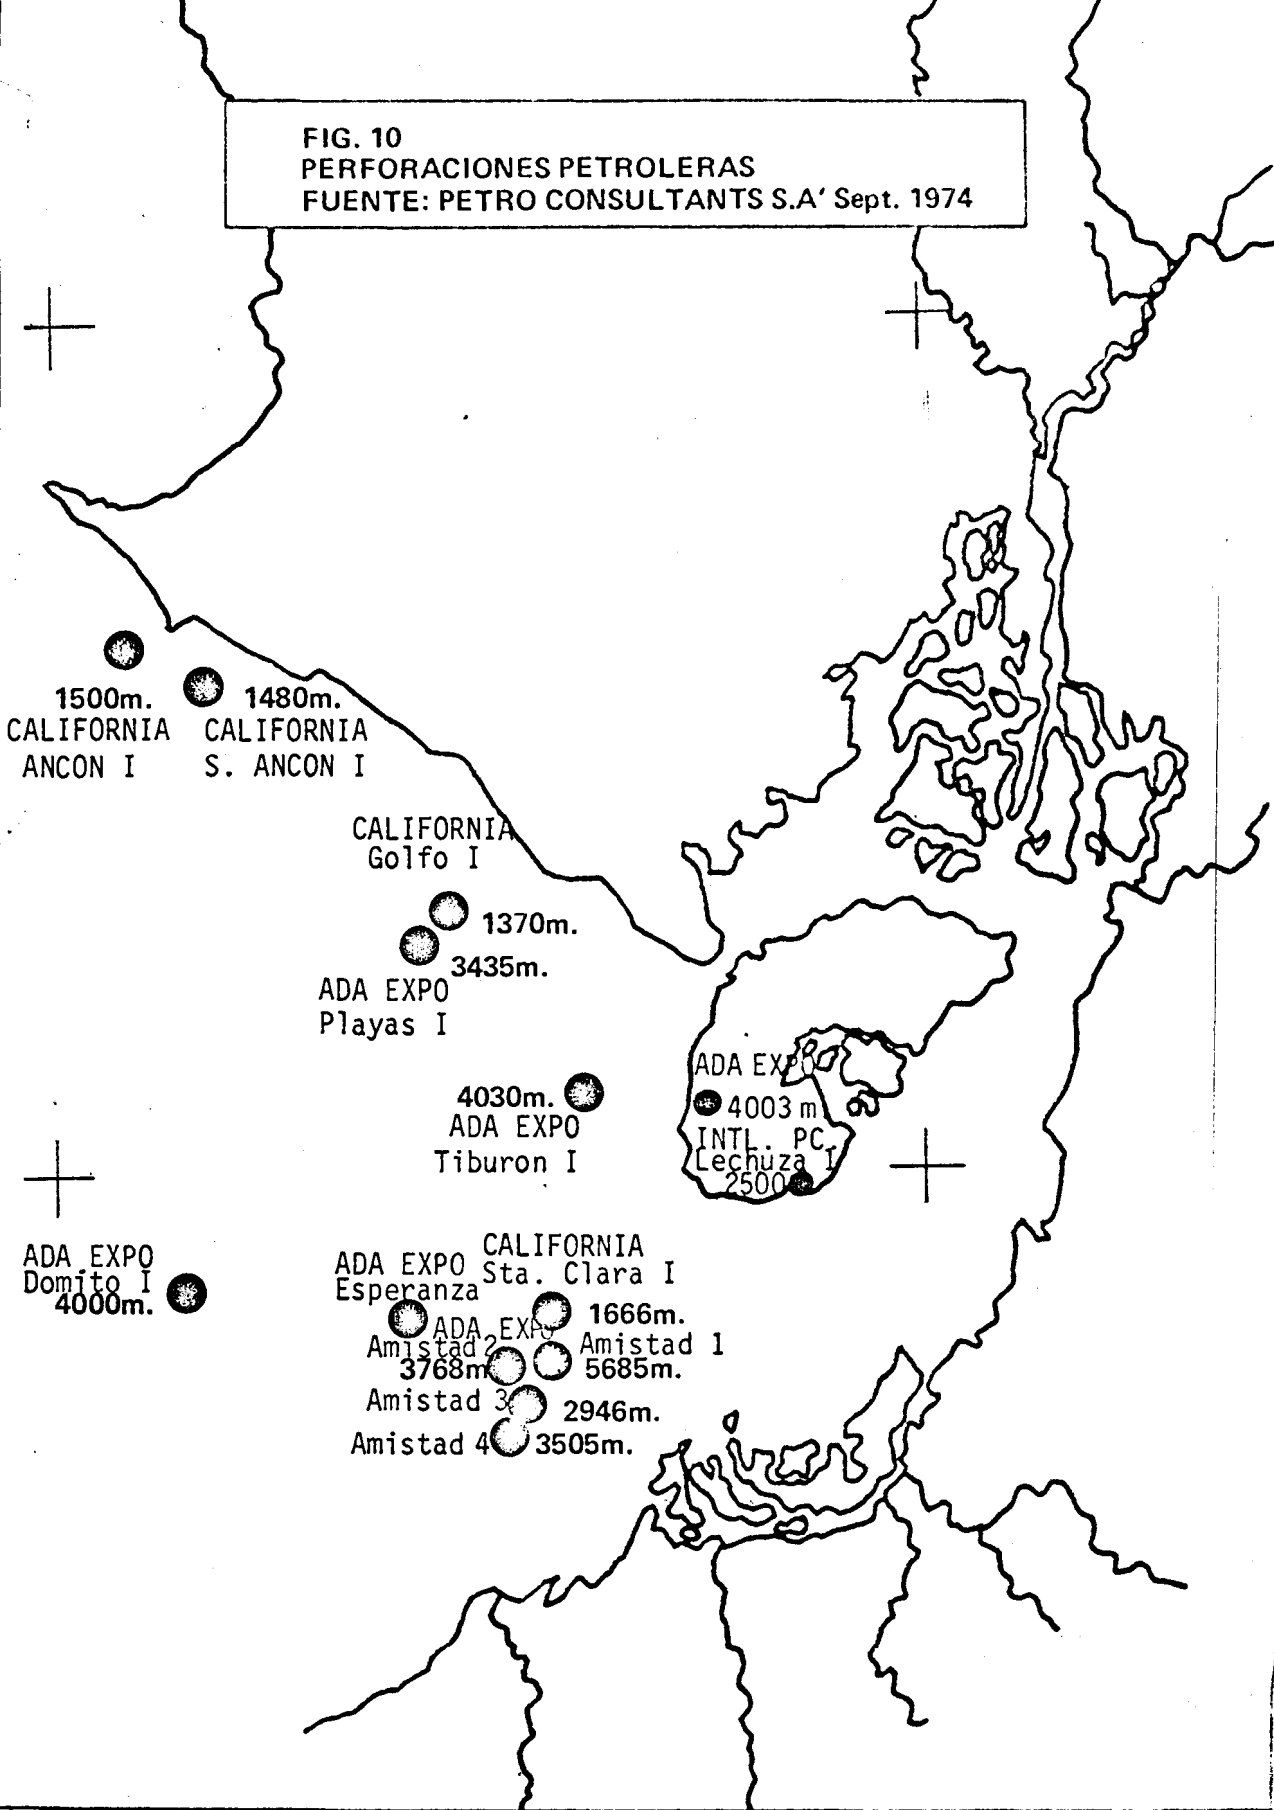 FIG. 10
PERFORACIONES PETROLERAS
FUENTE: PETRO CONSULTANTS S.A' Sept. 1974
1500m.
CALIFORNIA
ANCON I
1480m.
CALIFORNIA
S. ANCON I
CALIFORNIA
Golfo I
1370m.
3435m.
ADA EXPO
Playas I
4030m.
ADA EXPO
Tiburon I
ADA EXPO
4003 m
INTL. PC.
Lechuza I
2500
ADA EXPO
Domito I
4000m.
ADA EXPO
Esperanza
CALIFORNIA
Sta. Clara I
1666m.
ADA EXPO
Amistad 2
3768m
Amistad 1
5685m.
Amistad 3
2946m.
Amistad 4
3505m.